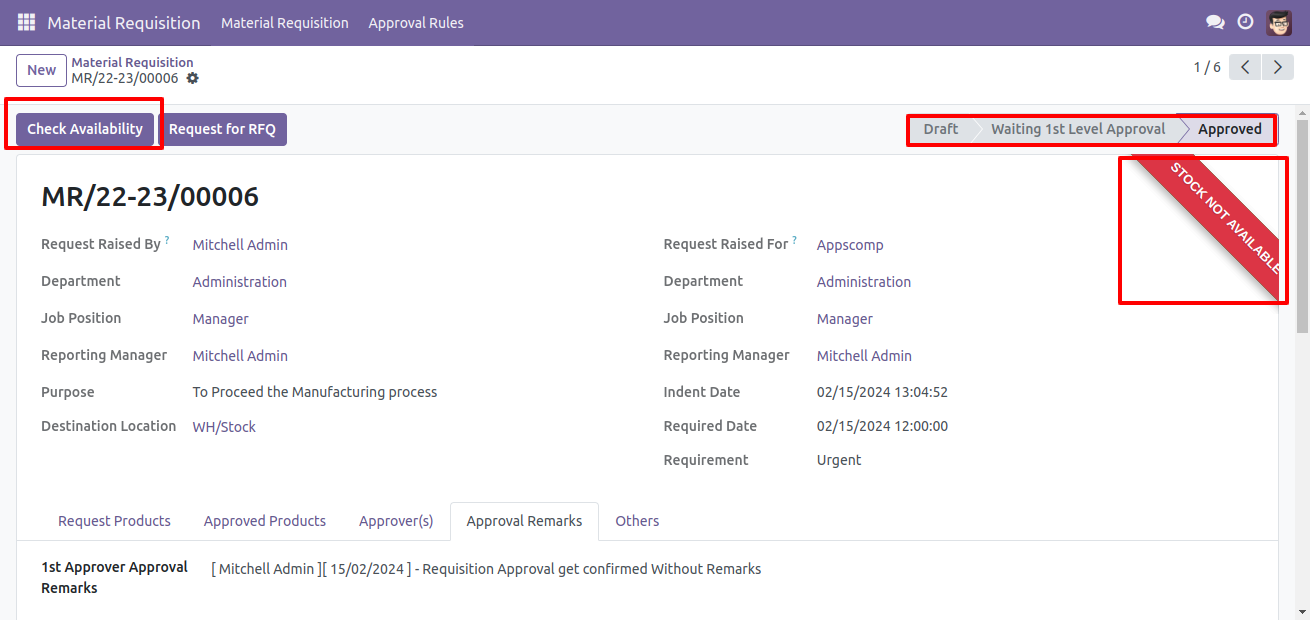 Material Requisition Material Requisition Approval Rules
New
Material Requisition
MR/22-23/00006
1 / 6
Check Availability Request for RFQ
Draft Waiting 1st Level Approval Approved
STOCK NOT AVAILABLE
MR/22-23/00006
Request Raised By ? Mitchell Admin
Department Administration
Job Position Manager
Reporting Manager Mitchell Admin
Purpose To Proceed the Manufacturing process
Destination Location WH/Stock
Request Raised For ? Appscomp
Department Administration
Job Position Manager
Reporting Manager Mitchell Admin
Indent Date 02/15/2024 13:04:52
Required Date 02/15/2024 12:00:00
Requirement Urgent
Request Products Approved Products Approver(s) Approval Remarks Others
1st Approver Approval
Remarks
[ Mitchell Admin ][ 15/02/2024 ] - Requisition Approval get confirmed Without Remarks